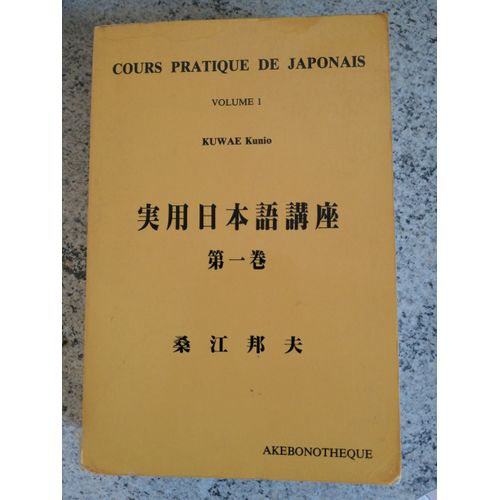 COURS PRATIQUE DE JAPONAIS
VOLUME 1
KUWAE Kunio
実用日本語講座
第一巻
桑江邦夫
AKEBONOTHEQUE